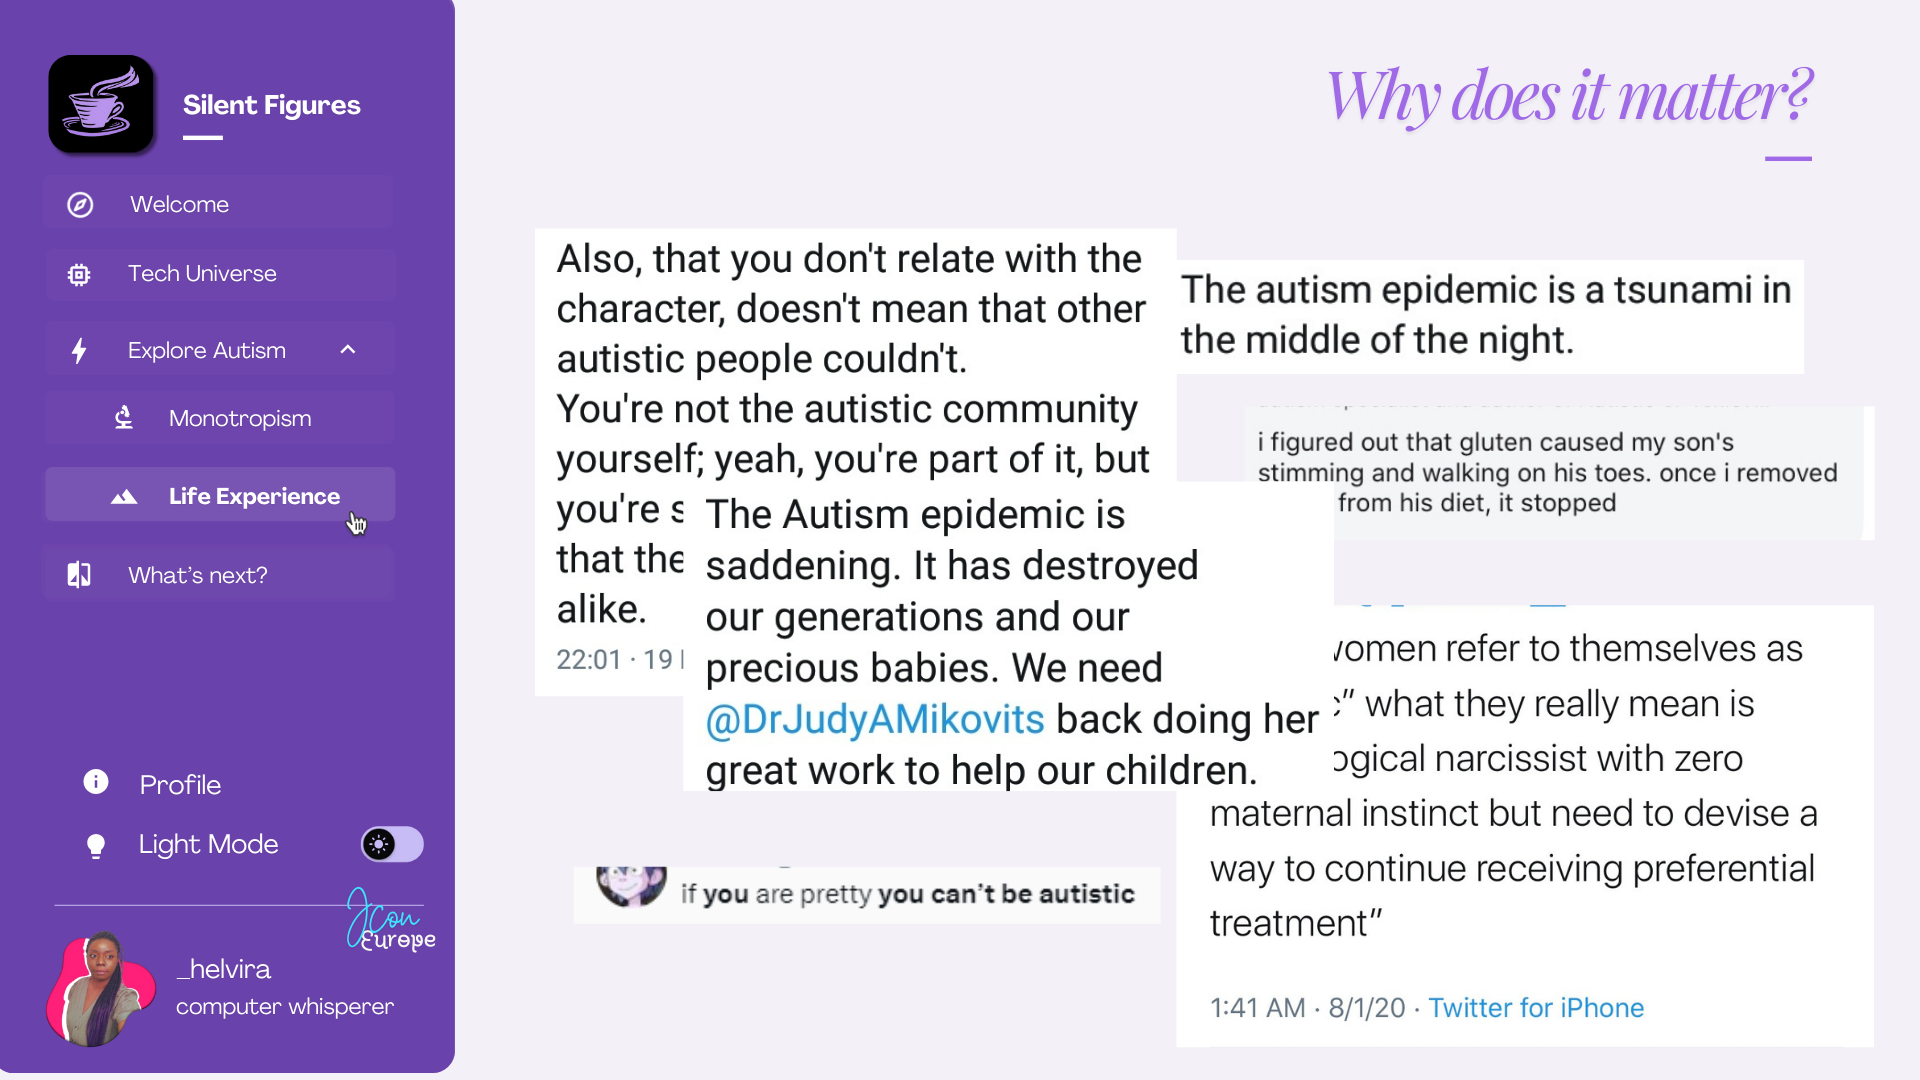 Silent Figures
Welcome
Tech Universe
Explore Autism
Monotropism
Life Experience
What's next?
Profile
Light Mode
JCon
Europe
_helvira
computer whisperer
Why does it matter?
Also, that you don't relate with the
character, doesn't mean that other
autistic people couldn't.
You're not the autistic community
yourself; yeah, you're part of it, but
you're
that the
alike.
22:01 · 19
The Autism epidemic is
saddening. It has destroyed
our generations and our
precious babies. We need
@DrJudyAMikovits back doing her
great work to help our children.
if you are pretty you can't be autistic
The autism epidemic is a tsunami in
the middle of the night.
i figured out that gluten caused my son's
stimming and walking on his toes. once i removed
from his diet, it stopped
women refer to themselves as
what they really mean is
narcissist with zero
maternal instinct but need to devise a
way to continue receiving preferential
treatment”
1:41 AM · 8/1/20 · Twitter for iPhone